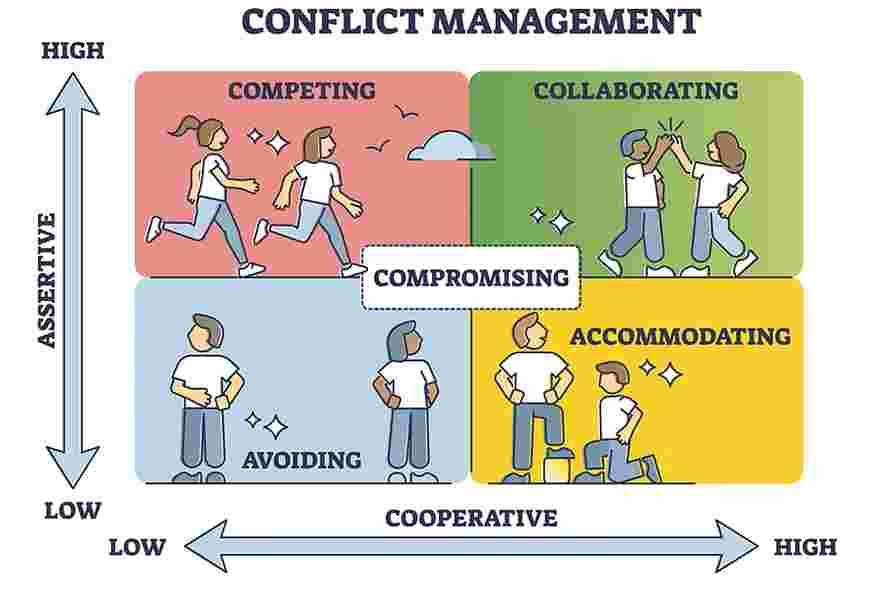 CONFLICT MANAGEMENT
HIGH
COMPETING
COLLABORATING
ASSERTIVE
COMPROMISING
ACCOMMODATING
AVOIDING
LOW
COOPERATIVE
LOW
HIGH